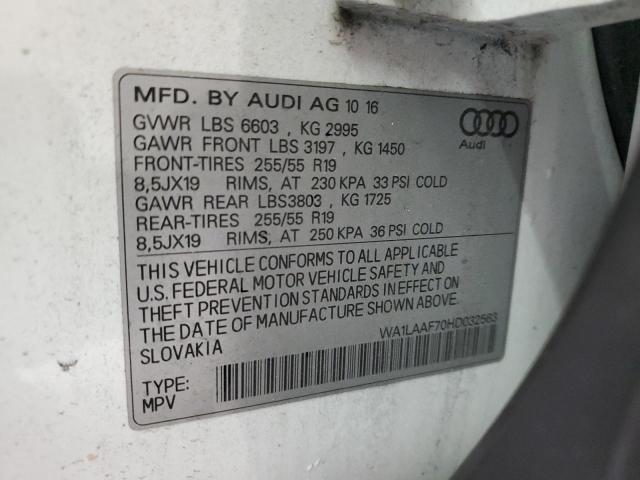 MFD. BY AUDI AG 10 16
GVWR LBS 6603 , KG 2995
GAWR FRONT LBS 3197 , KG 1450
FRONT-TIRES 255/55 R19
8,5JX19 RIMS, AT 230 KPA 33 PSI COLD
GAWR REAR LBS3803 , KG 1725
REAR-TIRES 255/55 R19
8,5JX19 RIMS, AT 250 KPA 36 PSI COLD
Audi
THIS VEHICLE CONFORMS TO ALL APPLICABLE
U.S. FEDERAL MOTOR VEHICLE SAFETY AND
THEFT PREVENTION STANDARDS IN EFFECT ON
THE DATE OF MANUFACTURE SHOWN ABOVE.
SLOVAKIA
WA1LAAF70HD032563
TYPE:
MPV